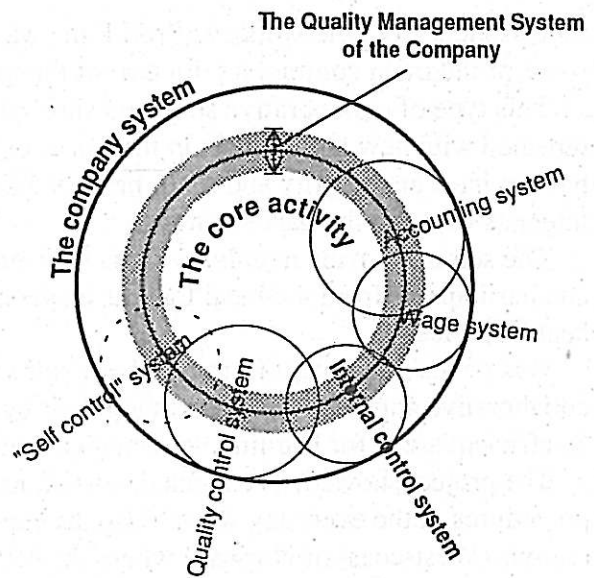 The Quality Management System
of the Company
The company system
The core activity
Accounting system
Wage system
Internal control system
Quality control system
"Self control" system